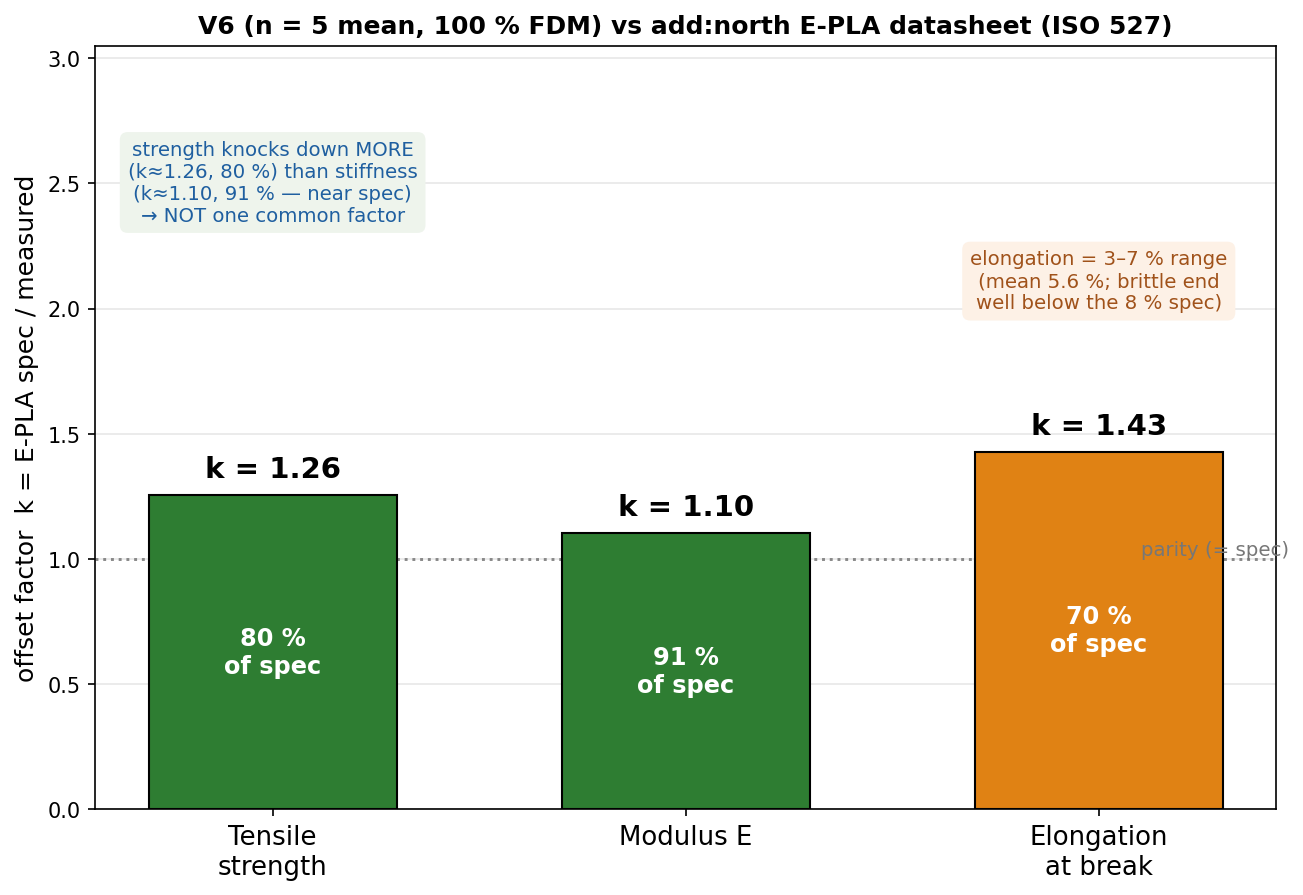 V6 (n = 5 mean, 100 % FDM) vs add:north E-PLA datasheet (ISO 527)
offset factor  k = E-PLA spec / measured
3.0
2.5
2.0
1.5
1.0
0.5
0.0
strength knocks down MORE
(k≈1.26, 80 %) than stiffness
(k≈1.10, 91 % — near spec)
→ NOT one common factor
elongation = 3–7 % range
(mean 5.6 %; brittle end
well below the 8 % spec)
k = 1.26
k = 1.10
k = 1.43
parity (= spec)
80 %
of spec
91 %
of spec
70 %
of spec
Tensile
strength
Modulus E
Elongation
at break